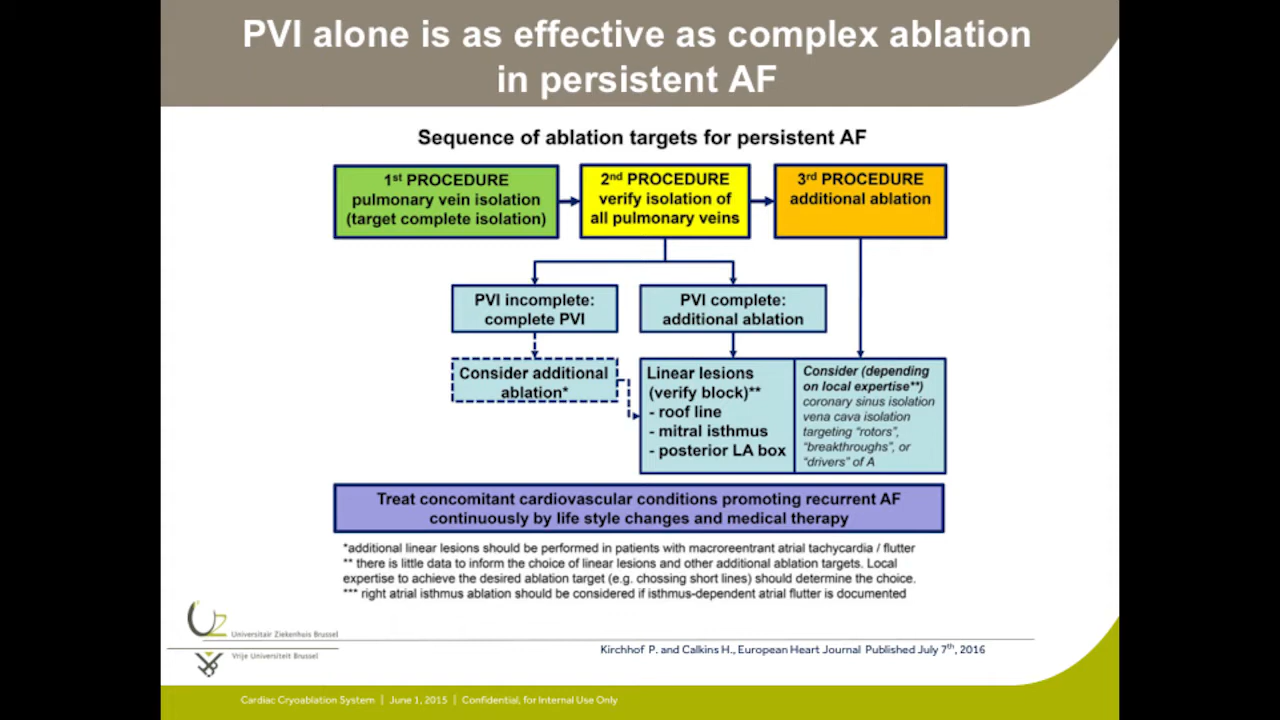 PVI alone is as effective as complex ablation
in persistent AF
Sequence of ablation targets for persistent AF
1st PROCEDURE
pulmonary vein isolation
(target complete isolation)
2nd PROCEDURE
verify isolation of
all pulmonary veins
3rd PROCEDURE
additional ablation
PVI incomplete:
complete PVI
PVI complete:
additional ablation
Consider additional
ablation*
Linear lesions
(verify block)**
- roof line
- mitral isthmus
- posterior LA box
Consider (depending
on local expertise**)
coronary sinus isolation
vena cava isolation
targeting “rotors”,
“breakthroughs”, or
“drivers” of A
Treat concomitant cardiovascular conditions promoting recurrent AF
continuously by life style changes and medical therapy
*additional linear lesions should be performed in patients with macroreentrant atrial tachycardia / flutter
** there is little data to inform the choice of linear lesions and other additional ablation targets. Local
expertise to achieve the desired ablation target (e.g. chossing short lines) should determine the choice.
*** right atrial isthmus ablation should be considered if isthmus-dependent atrial flutter is documented
Universitair Ziekenhuis Brussel
Vrije Universiteit Brussel
Kirchhof P. and Calkins H., European Heart Journal Published July 7th, 2016
Cardiac Cryoablation System | June 1, 2015 | Confidential, for Internal Use Only